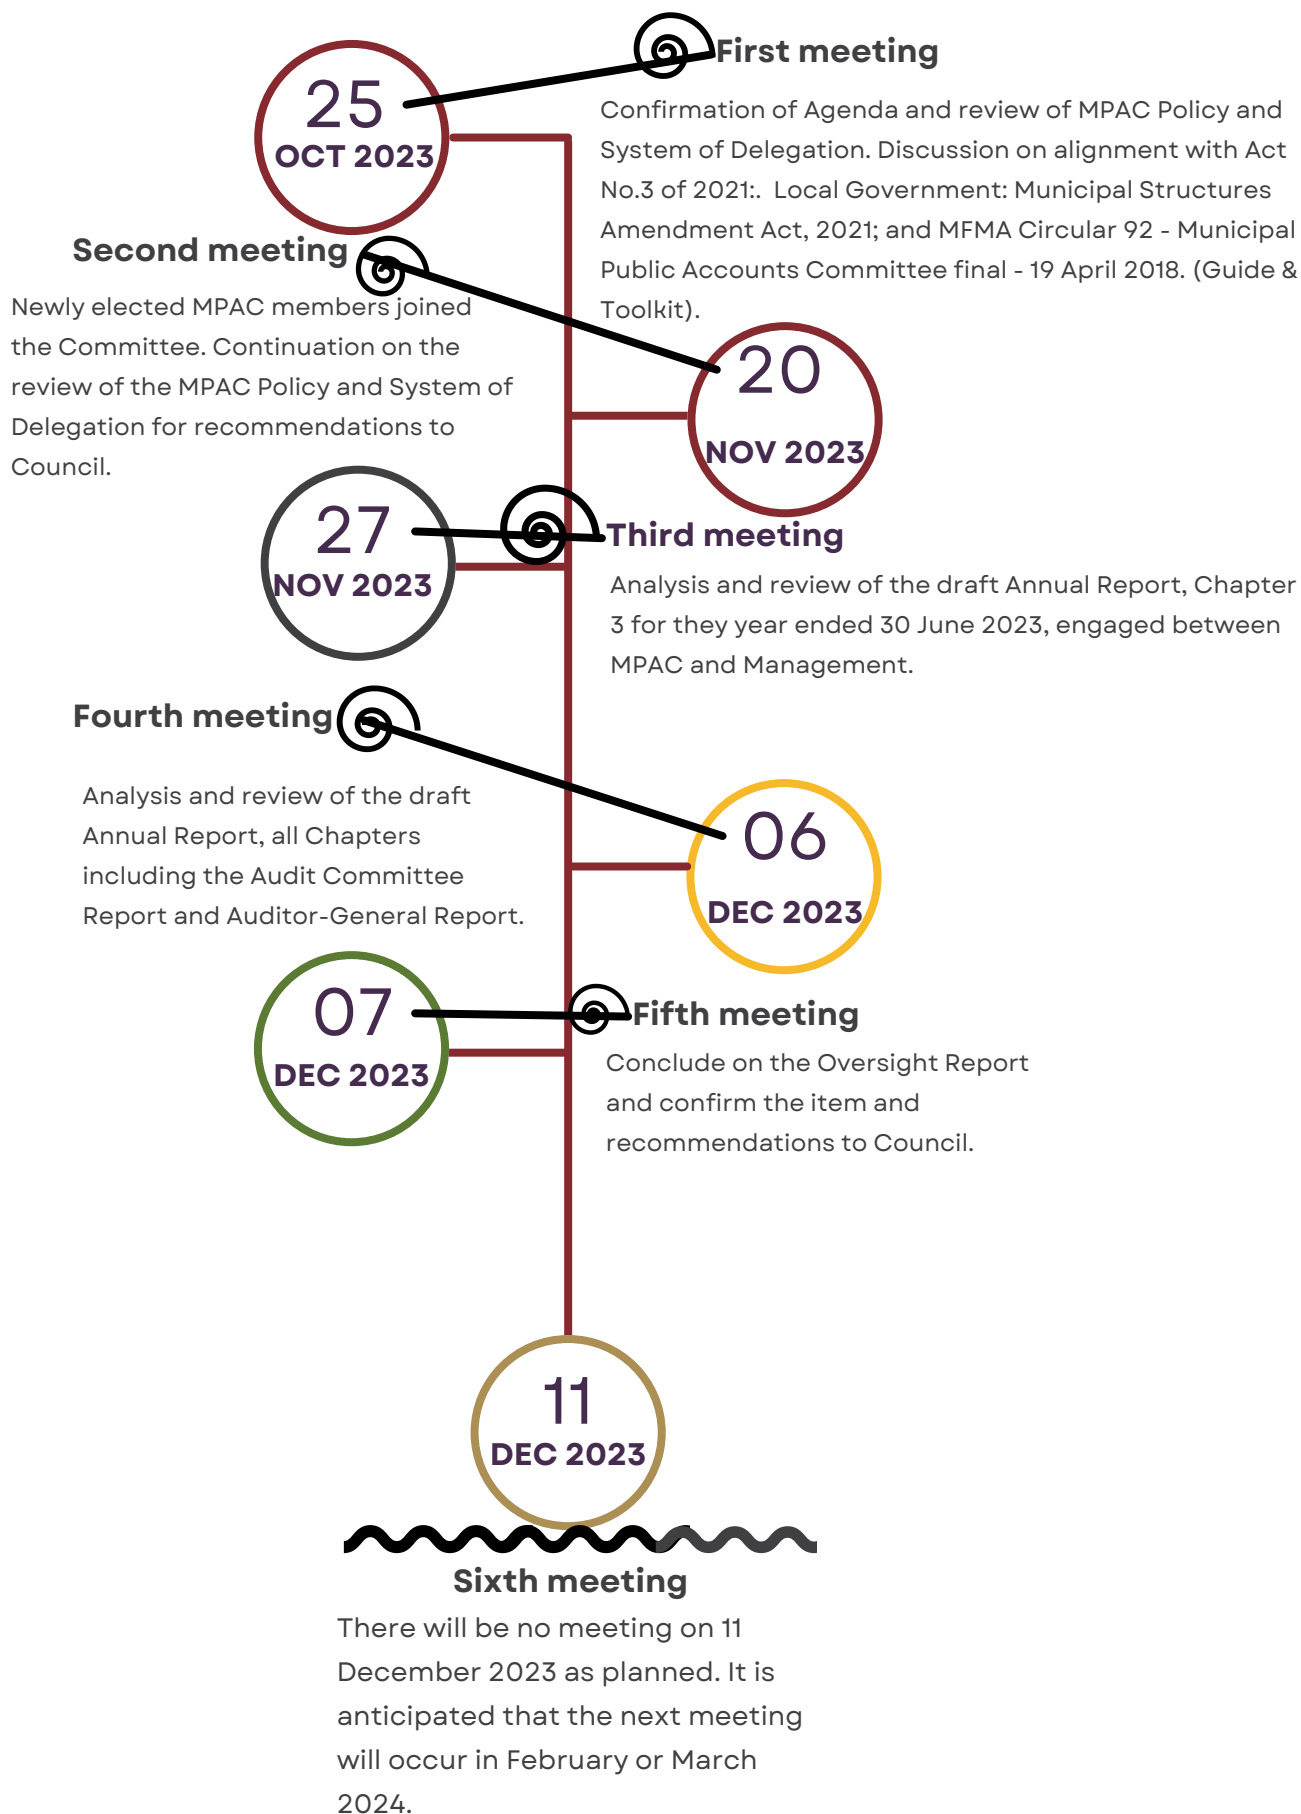 First meeting
25
OCT 2023
Confirmation of Agenda and review of MPAC Policy and
System of Delegation. Discussion on alignment with Act
No.3 of 2021:. Local Government: Municipal Structures
Amendment Act, 2021; and MFMA Circular 92 - Municipal
Public Accounts Committee final - 19 April 2018. (Guide &
Toolkit).
Second meeting
Newly elected MPAC members joined
the Committee. Continuation on the
review of the MPAC Policy and System of
Delegation for recommendations to
Council.
20
NOV 2023
27
NOV 2023
Third meeting
Analysis and review of the draft Annual Report, Chapter
3 for they year ended 30 June 2023, engaged between
MPAC and Management.
Fourth meeting
Analysis and review of the draft
Annual Report, all Chapters
including the Audit Committee
Report and Auditor-General Report.
06
DEC 2023
07
DEC 2023
Fifth meeting
Conclude on the Oversight Report
and confirm the item and
recommendations to Council.
11
DEC 2023
Sixth meeting
There will be no meeting on 11
December 2023 as planned. It is
anticipated that the next meeting
will occur in February or March
2024.